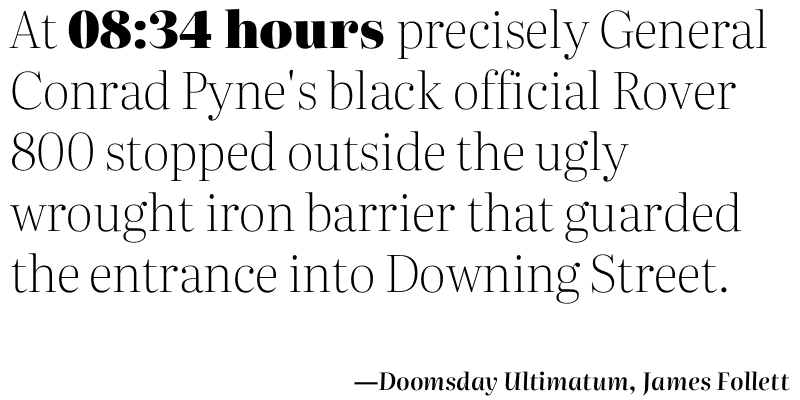 At 08:34 hours precisely General
Conrad Pyne's black official Rover
800 stopped outside the ugly
wrought iron barrier that guarded
the entrance into Downing Street.
—Doomsday Ultimatum, James Follett